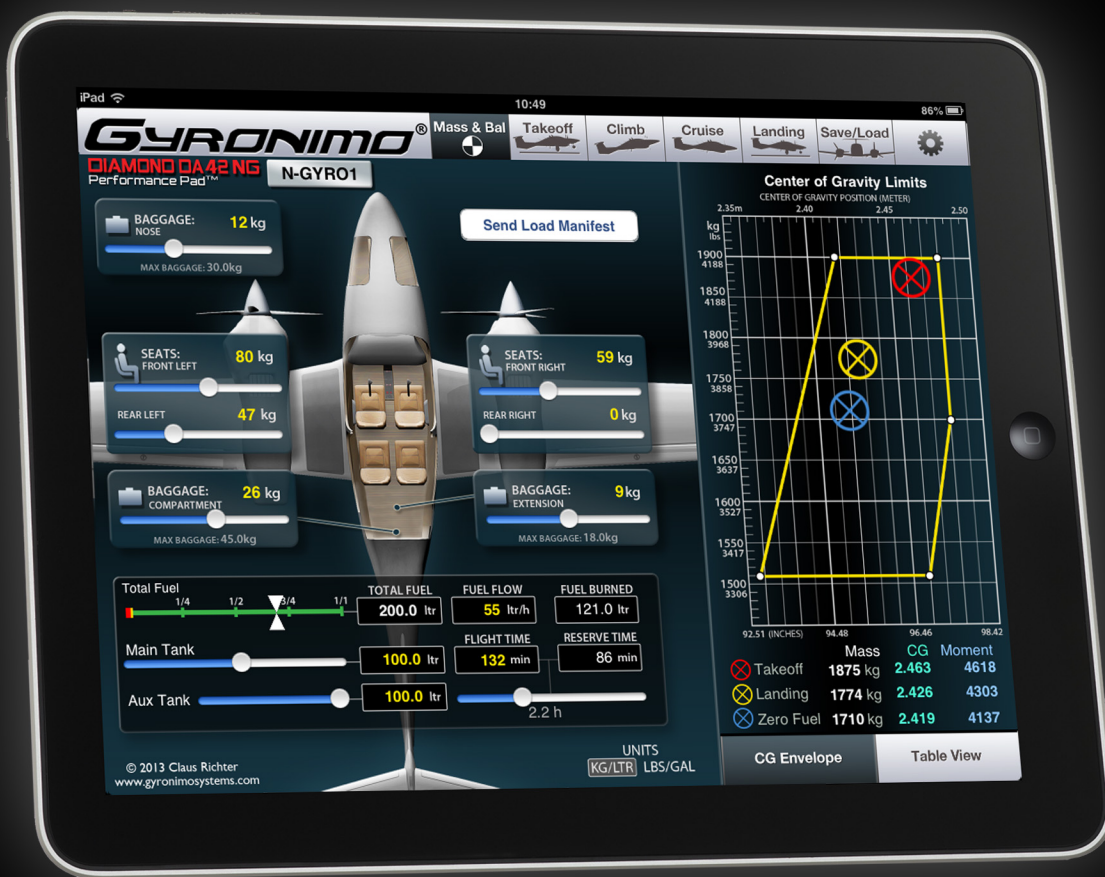 iPad
10:49
86%
GYRONIMO®
Mass & Bal
Takeoff
Climb
Cruise
Landing
Save/Load
DIAMOND DA42 NG
Performance Pad™
N-GYRO1
BAGGAGE: 12 kg
NOSE
MAX BAGGAGE: 30.0kg
Send Load Manifest
SEATS: 80 kg
FRONT LEFT
REAR LEFT 47 kg
SEATS: 59 kg
FRONT RIGHT
REAR RIGHT 0 kg
BAGGAGE: 26 kg
COMPARTMENT
MAX BAGGAGE: 45.0kg
BAGGAGE: 9 kg
EXTENSION
MAX BAGGAGE: 18.0kg
Total Fuel
1/4 1/2 3/4 1/1
TOTAL FUEL
200.0 ltr
FUEL FLOW
55 ltr/h
FUEL BURNED
121.0 ltr
Main Tank
100.0 ltr
FLIGHT TIME
132 min
RESERVE TIME
86 min
Aux Tank
100.0 ltr
2.2 h
© 2013 Claus Richter
www.gyronimosystems.com
UNITS
KG/LTR LBS/GAL
Center of Gravity Limits
CENTER OF GRAVITY POSITION (METER)
2.35m 2.40 2.45 2.50
kg
lbs
1900
4188
1850
4188
1800
3968
1750
3858
1700
3747
1650
3637
1600
3527
1550
3417
1500
3306
92.51 (INCHES) 94.48 96.46 98.42
Mass CG Moment
Takeoff 1875 kg 2.463 4618
Landing 1774 kg 2.426 4303
Zero Fuel 1710 kg 2.419 4137
CG Envelope
Table View